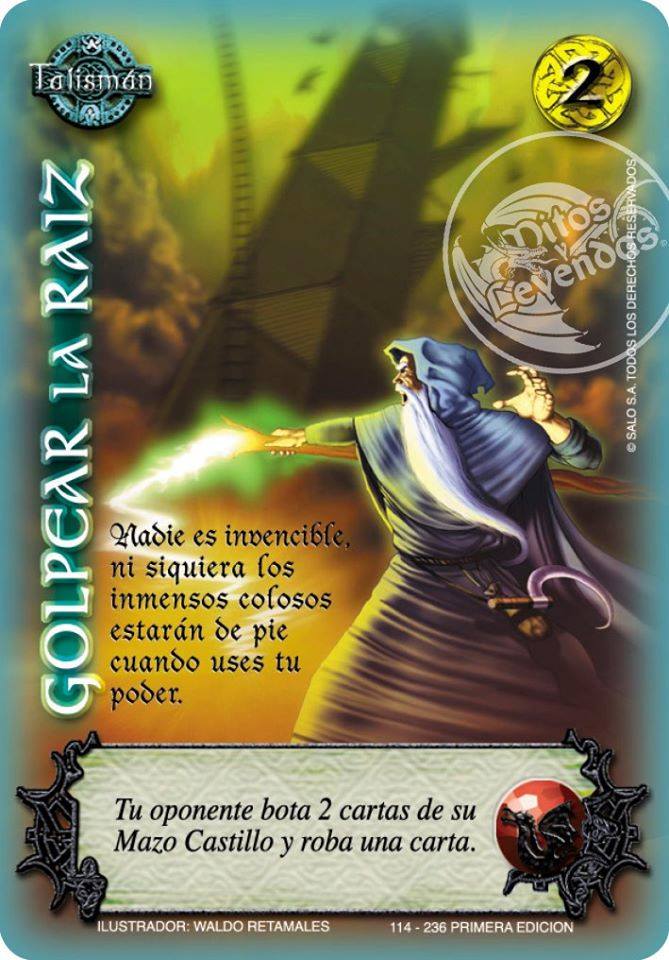 Talismán
2
GOLPEAR LA RAIZ
Mitos
y
Leyendas
© SALO S.A. TODOS LOS DERECHOS RESERVADOS
Nadie es invencible,
ni siquiera los
inmensos colosos
estarán de pie
cuando uses tu
poder.
Tu oponente bota 2 cartas de su
Mazo Castillo y roba una carta.
ILUSTRADOR: WALDO RETAMALES
114 - 236 PRIMERA EDICION